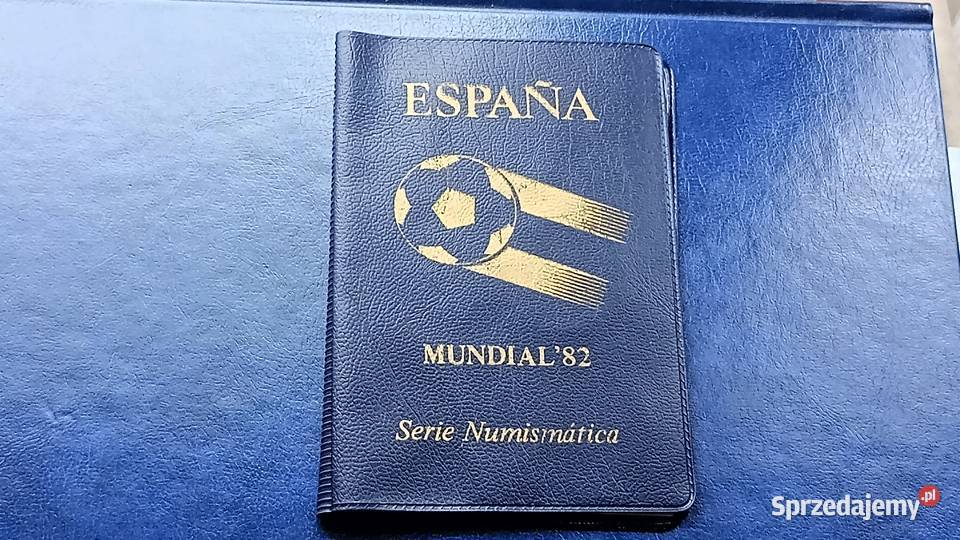 ESPAÑA
MUNDIAL'82
Serie Numismática
Sprzedajemy.pl